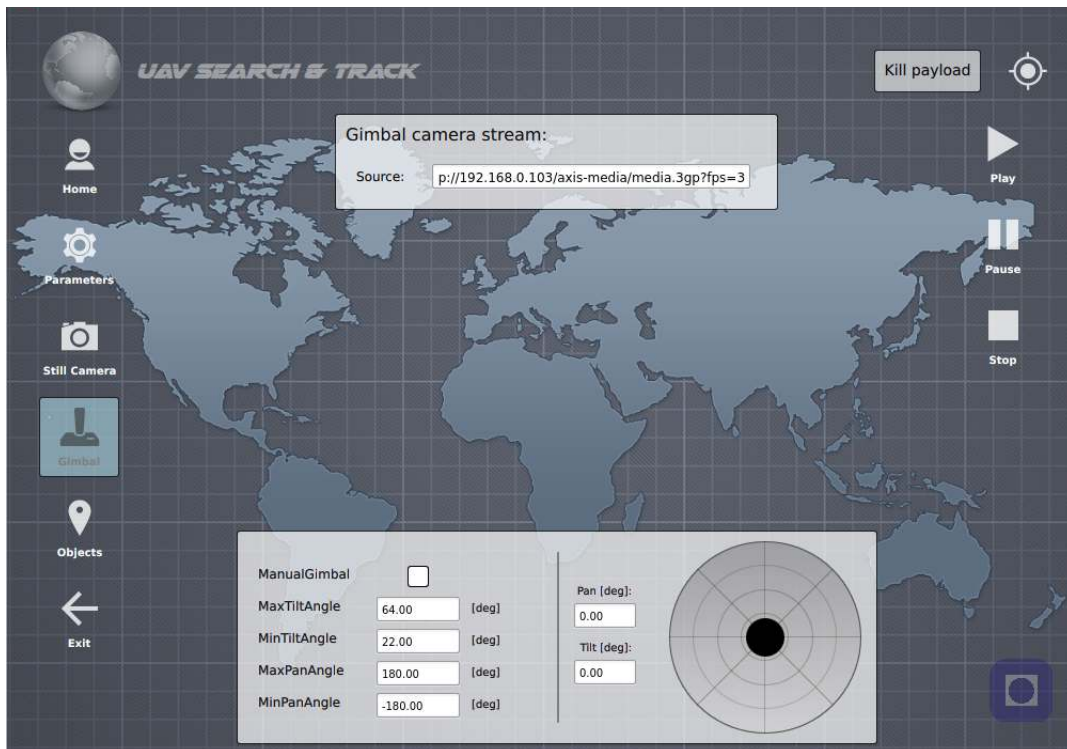 UAV SEARCH & TRACK
Kill payload
Gimbal camera stream:
Source: p://192.168.0.103/axis-media/media.3gp?fps=3
Home
Parameters
Still Camera
Gimbal
Objects
Exit
Play
Pause
Stop
ManualGimbal
MaxTiltAngle 64.00 [deg]
MinTiltAngle 22.00 [deg]
MaxPanAngle 180.00 [deg]
MinPanAngle -180.00 [deg]
Pan [deg]:
0.00
Tilt [deg]:
0.00